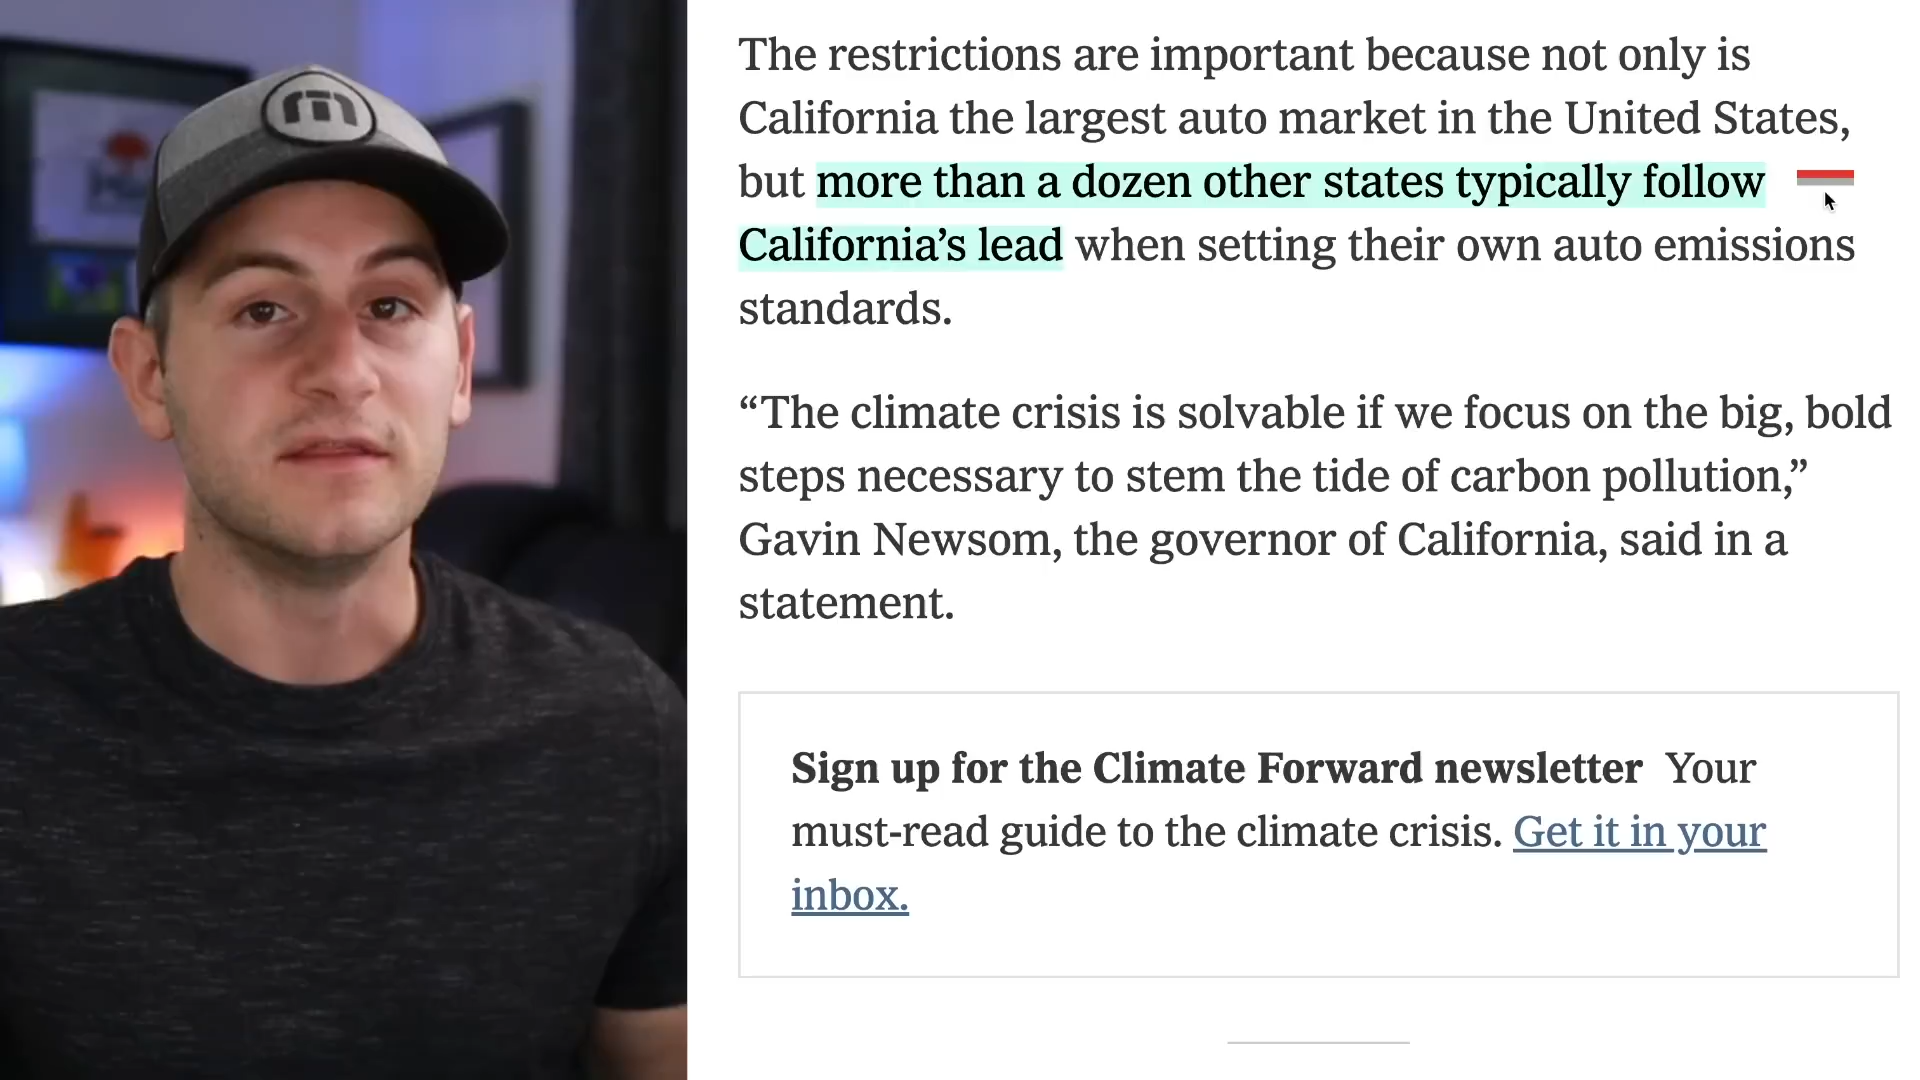 The restrictions are important because not only is
California the largest auto market in the United States,
but more than a dozen other states typically follow
California’s lead when setting their own auto emissions
standards.
“The climate crisis is solvable if we focus on the big, bold
steps necessary to stem the tide of carbon pollution,”
Gavin Newsom, the governor of California, said in a
statement.
Sign up for the Climate Forward newsletter Your
must-read guide to the climate crisis. Get it in your
inbox.